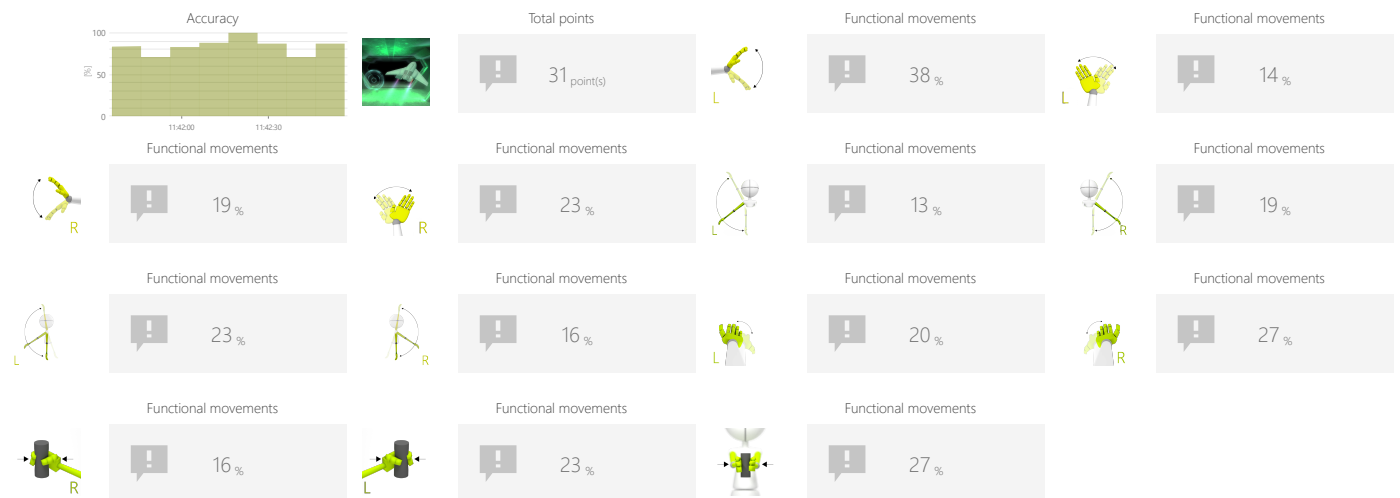 Accuracy
100
[%]
50
0
11:42:00
11:42:30
Total points
31 point(s)
Functional movements
L
38 %
Functional movements
L
14 %
Functional movements
R
19 %
Functional movements
R
23 %
Functional movements
L
13 %
Functional movements
R
19 %
Functional movements
L
23 %
Functional movements
R
16 %
Functional movements
L
20 %
Functional movements
R
27 %
Functional movements
R
16 %
Functional movements
L
23 %
Functional movements
27 %